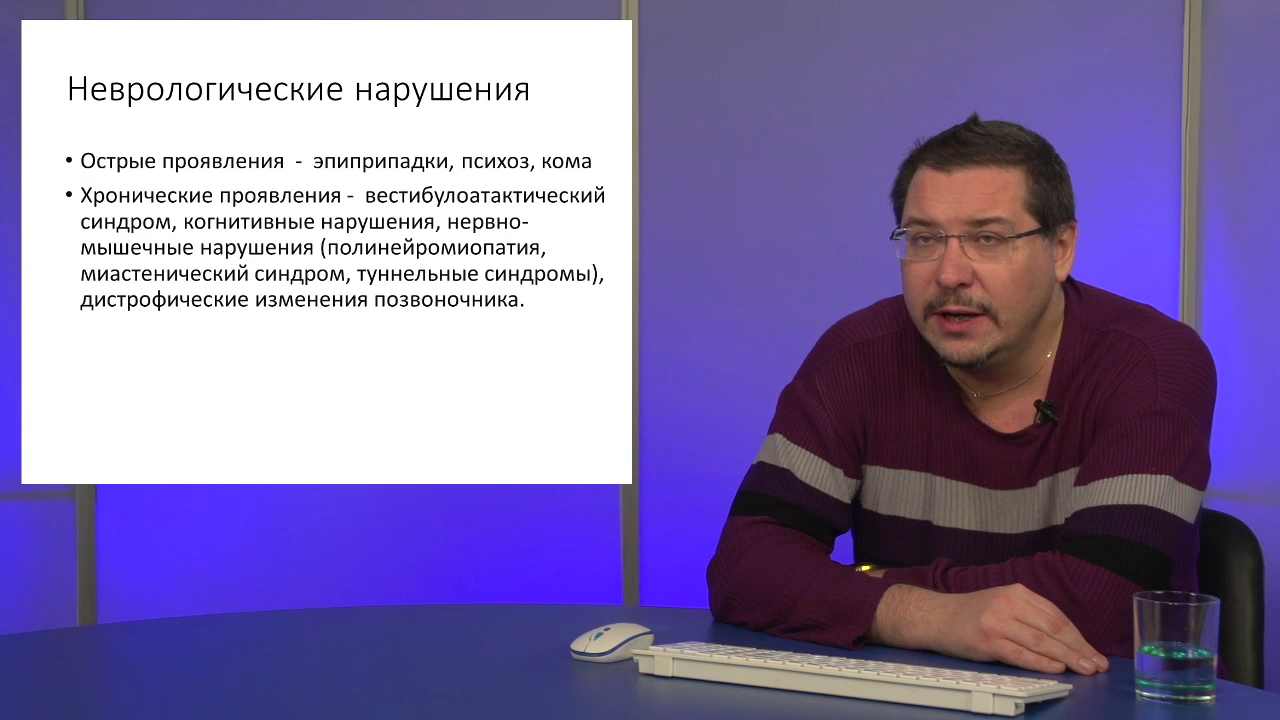 Неврологические нарушения
• Острые проявления - эпиприпадки, психоз, кома
• Хронические проявления - вестибулоатактический
синдром, когнитивные нарушения, нервно-
мышечные нарушения (полинейромиопатия,
миастенический синдром, туннельные синдромы),
дистрофические изменения позвоночника.